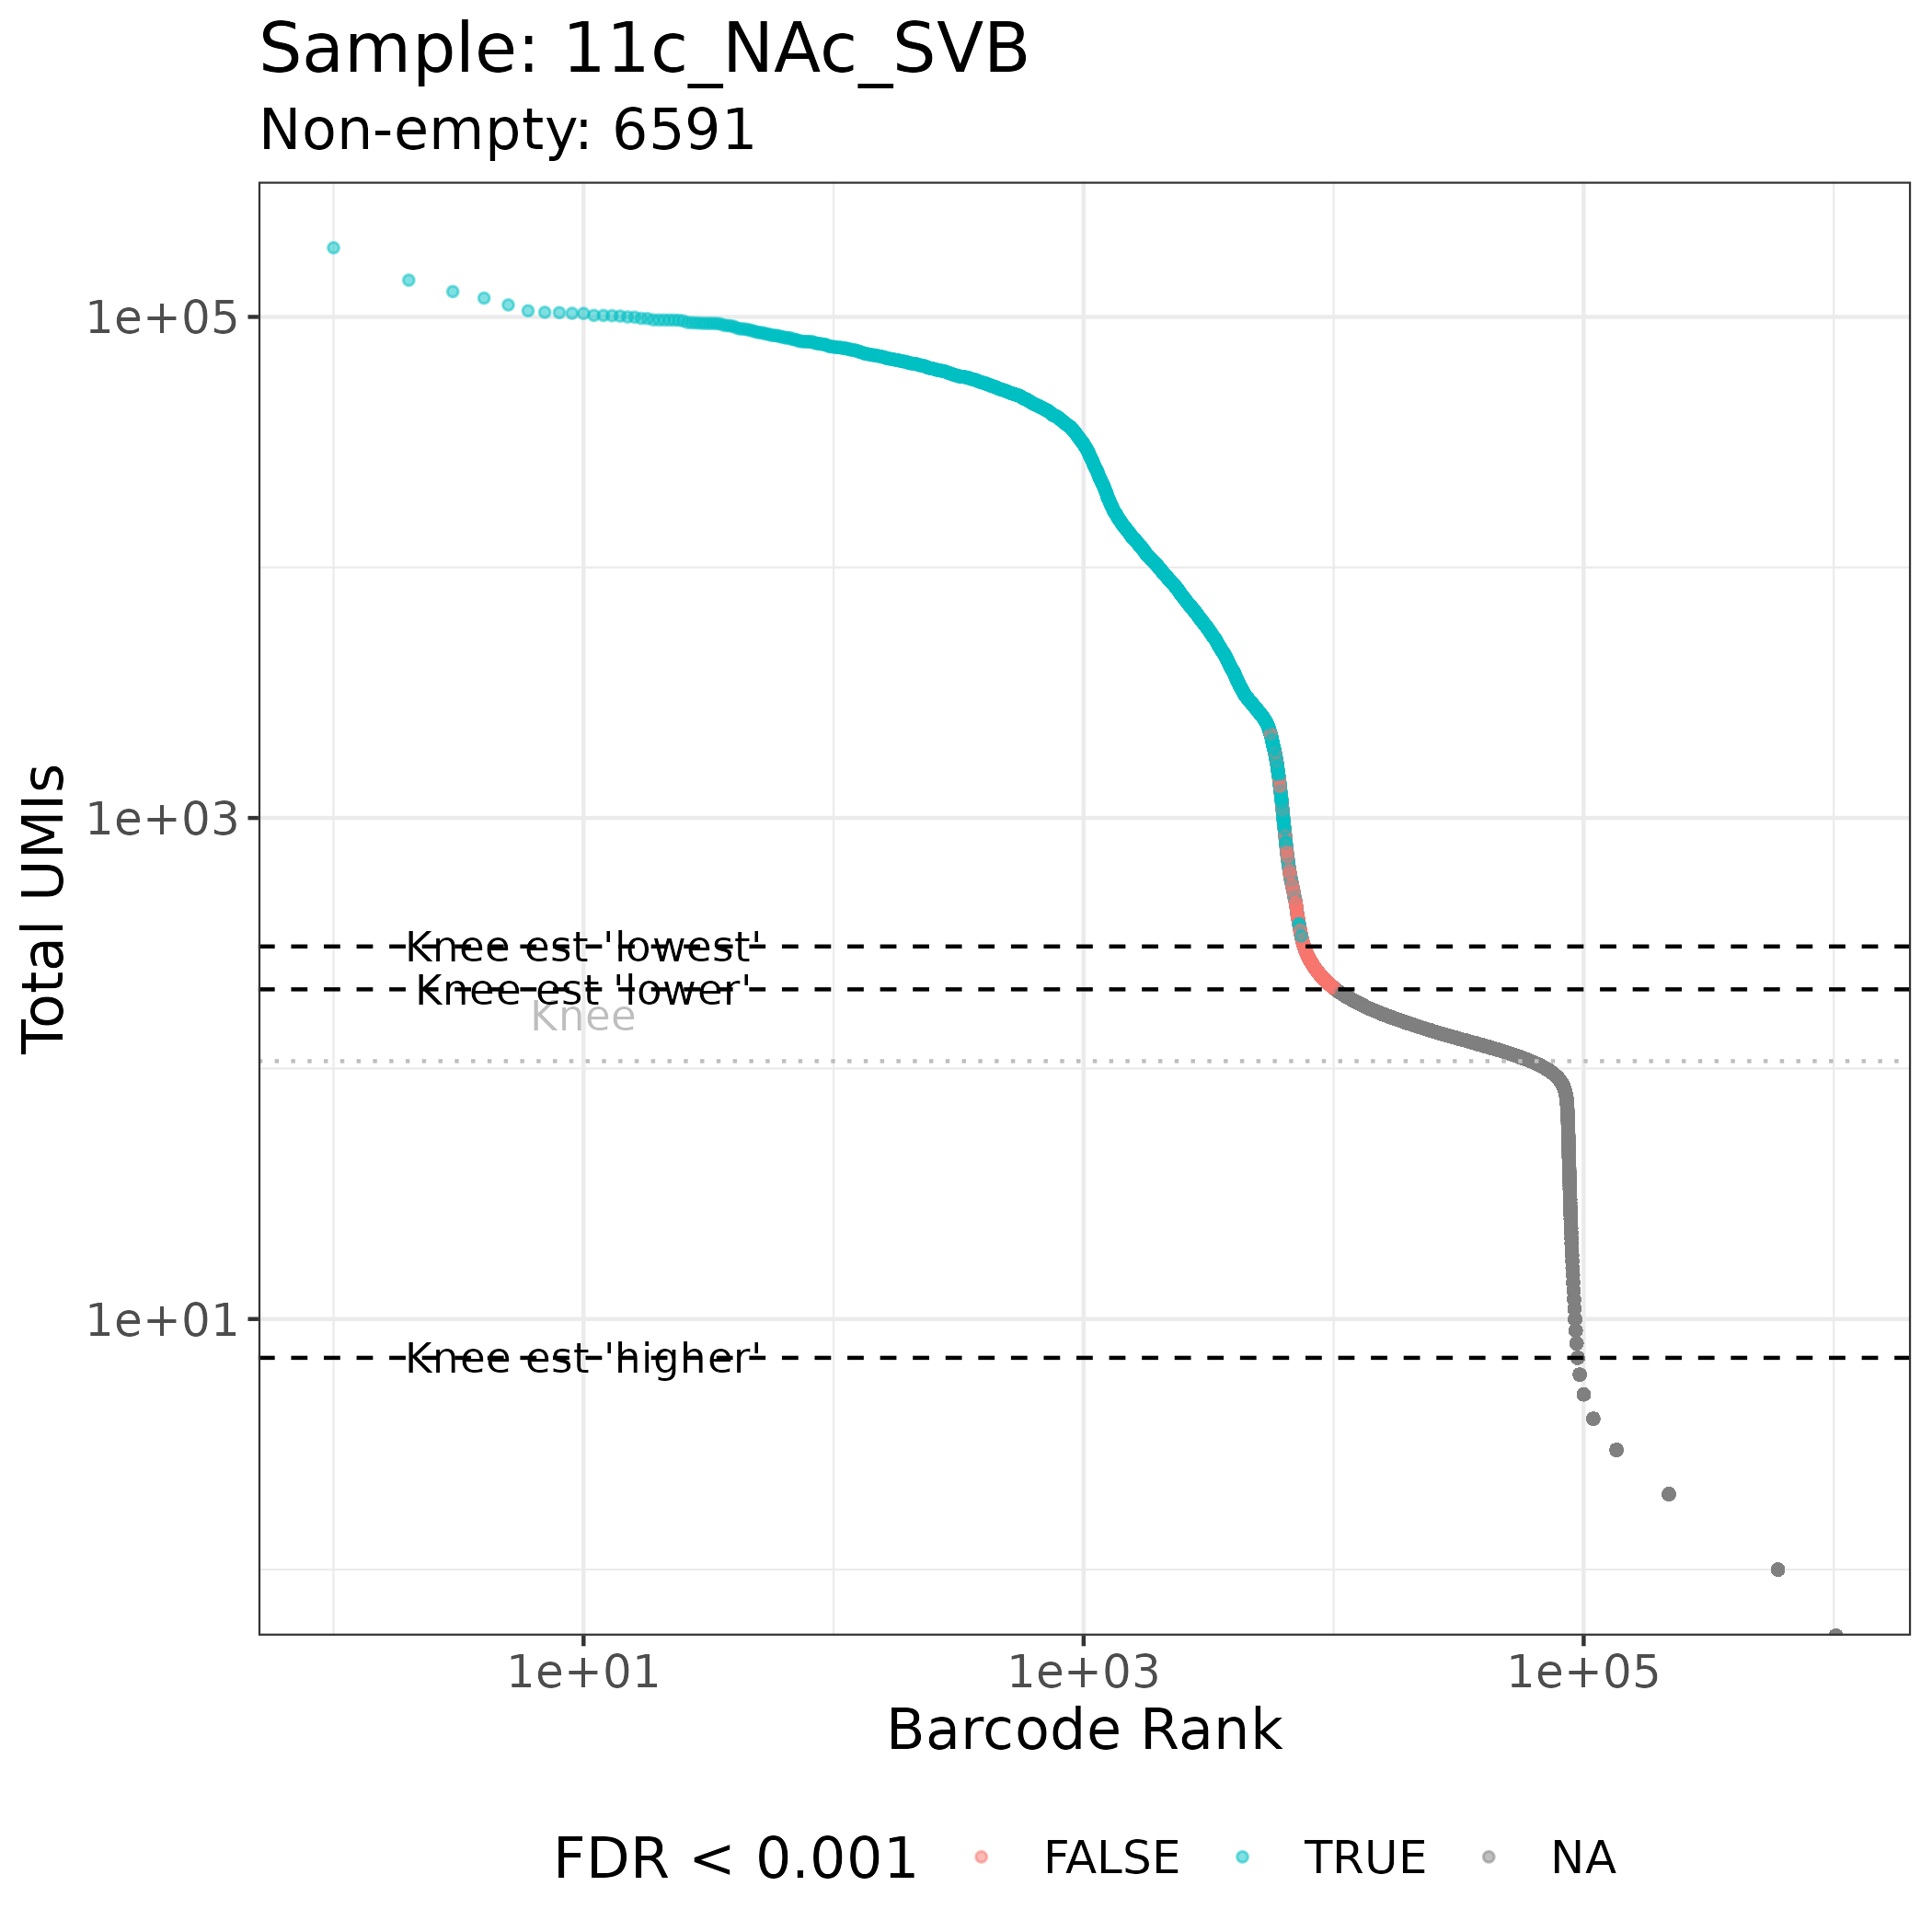 Sample: 11c_NAc_SVB
Non-empty: 6591
Total UMIs
1e+05
1e+03
1e+01
Knee est 'lowest'
Knee est 'lower'
Knee
Knee est 'higher'
1e+01 1e+03 1e+05
Barcode Rank
FDR < 0.001 FALSE TRUE NA